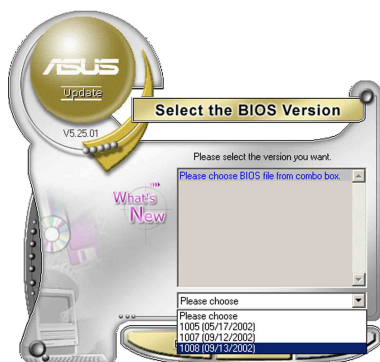 ASUS
Update
V5.25.01
Select the BIOS Version
Please select the version you want.
Please choose BIOS file from combo box.
What's
New
Please choose
Please choose
1005 (05/17/2002)
1007 (09/12/2002)
1008 (09/13/2002)